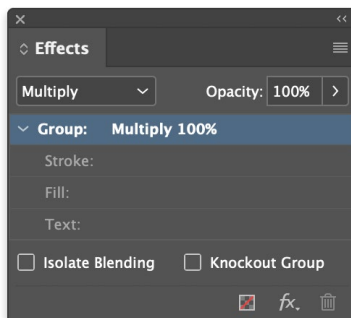 Effects
Multiply Opacity: 100%
Group: Multiply 100%
Stroke:
Fill:
Text:
Isolate Blending Knockout Group
fx.